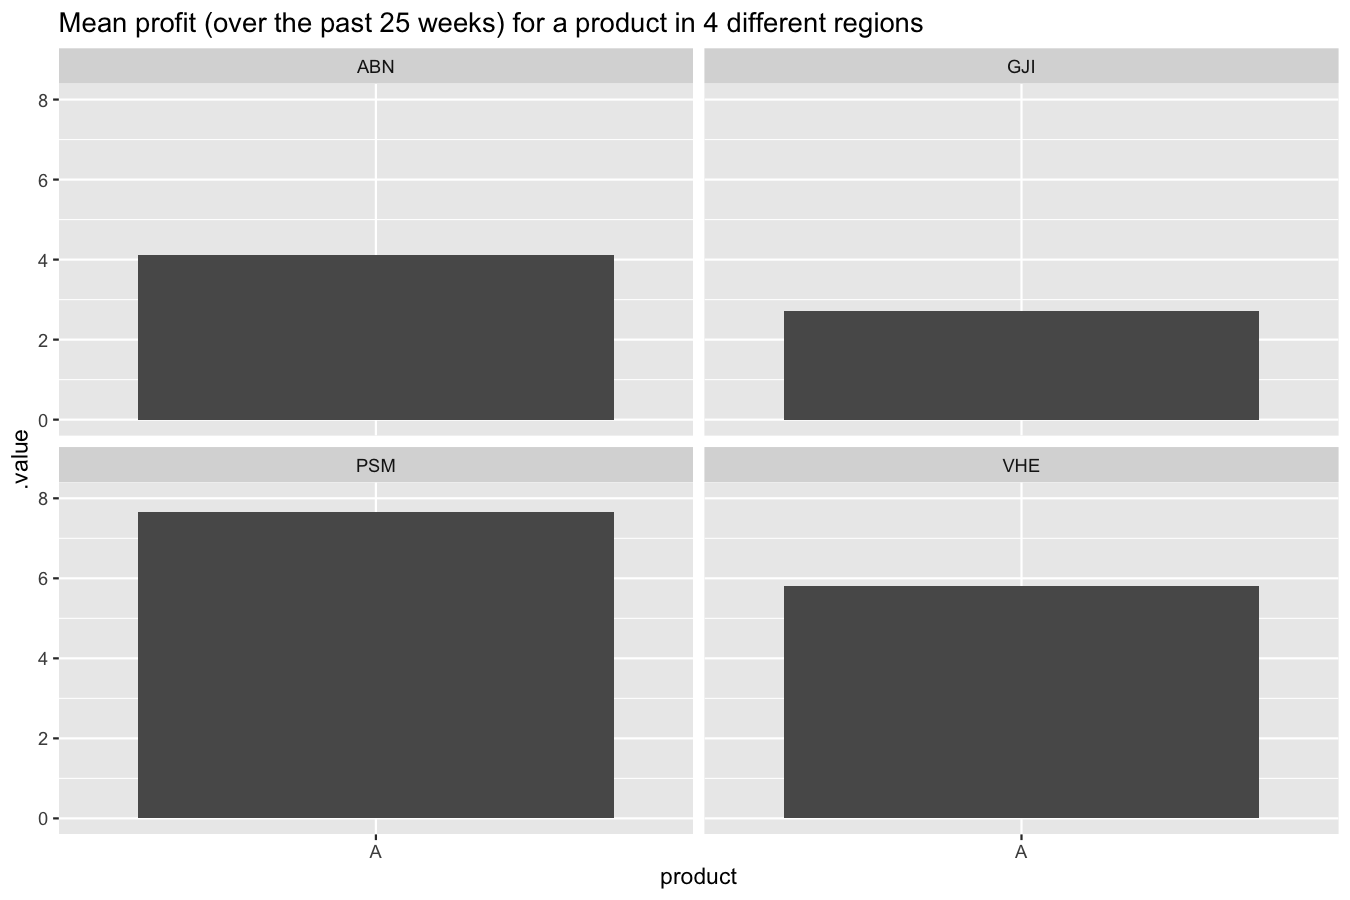 Mean profit (over the past 25 weeks) for a product in 4 different regions
ABN
GJI
8
6
4
2
0
.value
PSM
VHE
8
6
4
2
0
A
A
product